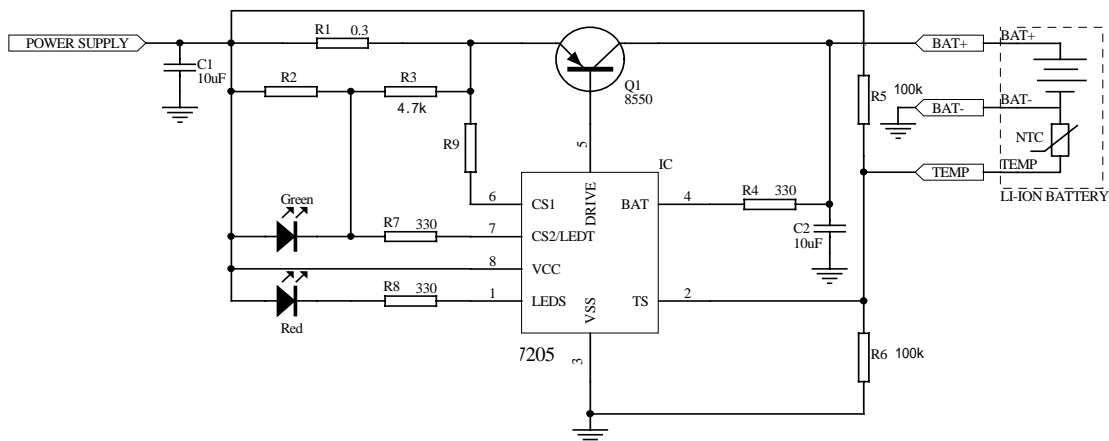 R1 0.3
POWER SUPPLY
BAT+
BAT+
C1
10uF
R2
R3
4.7k
Q1
8550
R5
100k
BAT-
BAT-
NTC
R9
5
IC
TEMP
TEMP
LI-ION BATTERY
6
CS1
DRIVE
BAT
4
R4 330
Green
R7 330
7
CS2/LEDT
C2
10uF
8
VCC
R8 330
1
LEDS
VSS
TS
2
Red
7205
3
R6 100k